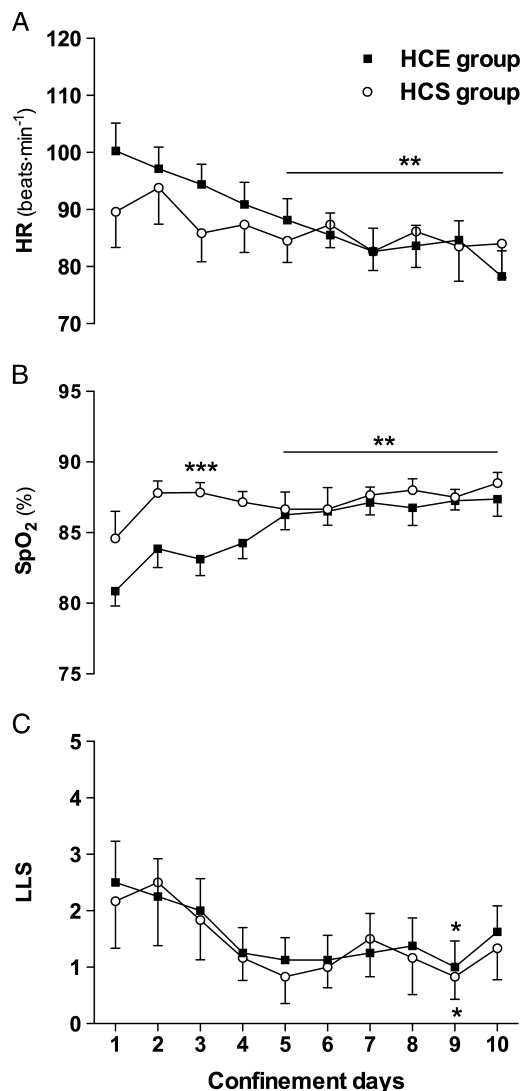 A
120
110
100
90
80
70
HR (beats·min-1)
HCE group
HCS group
**
B
95
90
85
80
75
SpO2 (%)
***
**
C
5
4
3
2
1
0
LLS
*
*
1 2 3 4 5 6 7 8 9 10
Confinement days